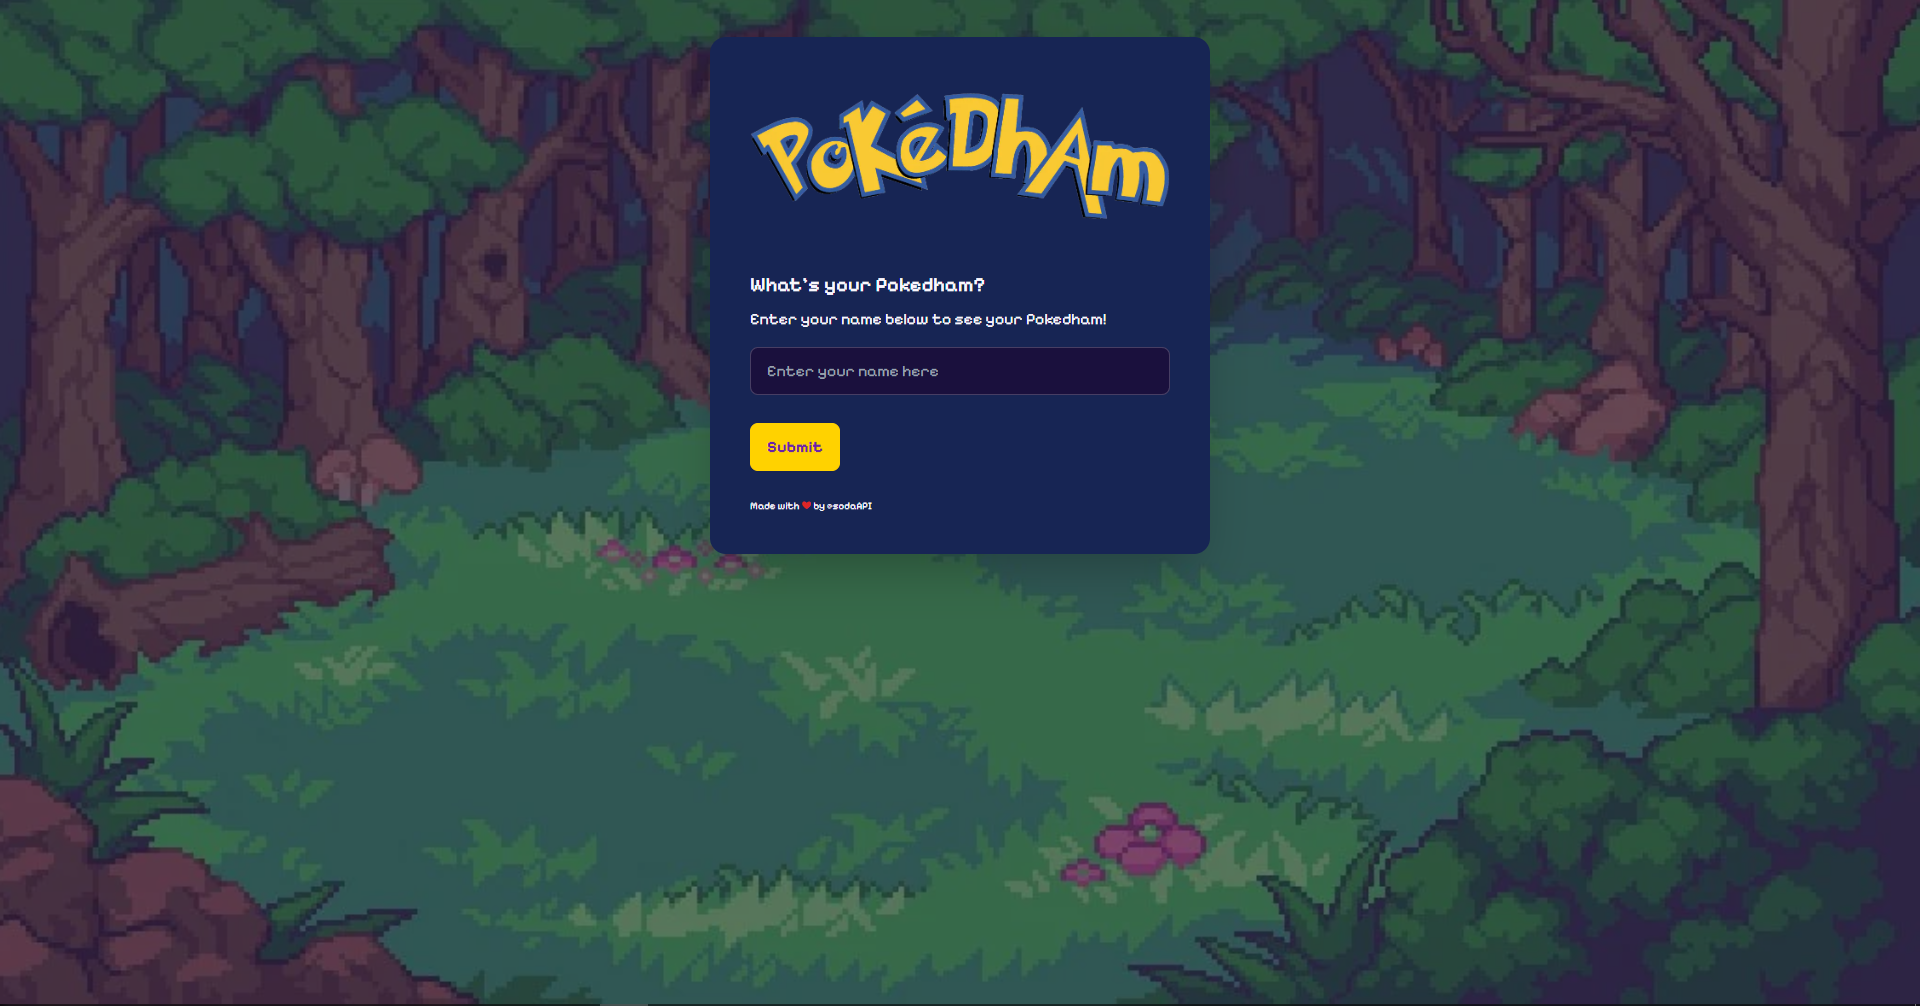 PokéDham
What's your Pokedham?
Enter your name below to see your Pokedham!
Enter your name here
Submit
Made with ❤ by @sodaAPI